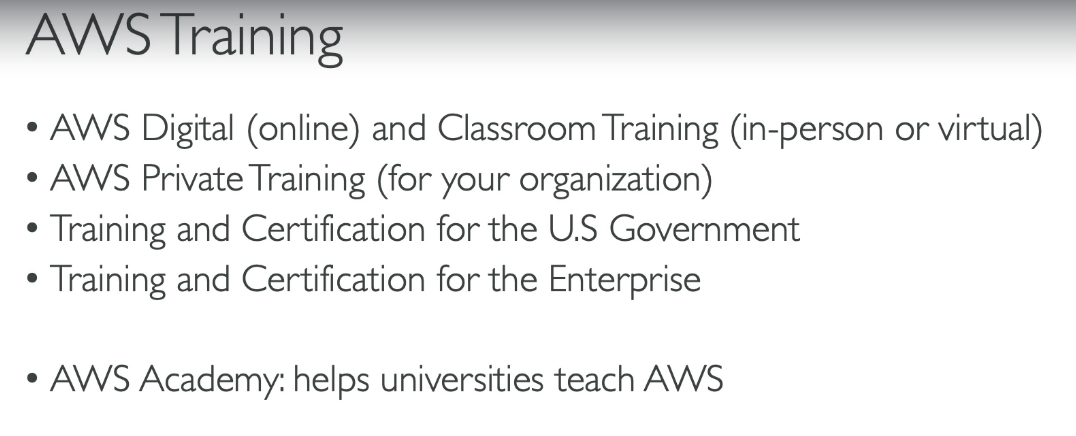 AWS Training
• AWS Digital (online) and Classroom Training (in-person or virtual)
• AWS Private Training (for your organization)
• Training and Certification for the U.S Government
• Training and Certification for the Enterprise
• AWS Academy: helps universities teach AWS